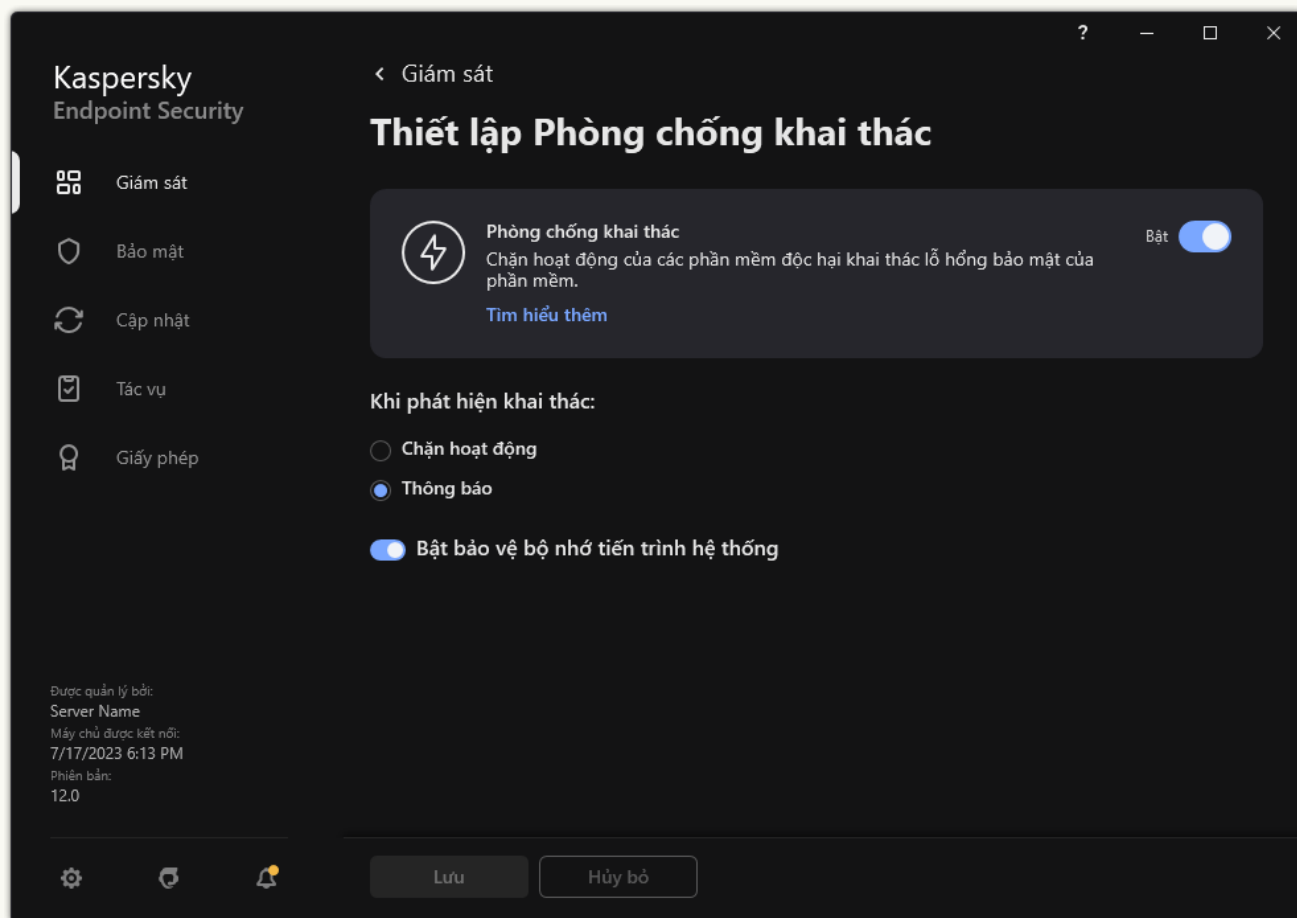 ?
Kaspersky
Endpoint Security
Giám sát
Bảo mật
Cập nhật
Tác vụ
Giấy phép
Được quản lý bởi:
Server Name
Máy chủ được kết nối:
7/17/2023 6:13 PM
Phiên bản:
12.0
Giám sát
Thiết lập Phòng chống khai thác
Phòng chống khai thác
Bật
Chặn hoạt động của các phần mềm độc hại khai thác lỗ hổng bảo mật của
phần mềm.
Tìm hiểu thêm
Khi phát hiện khai thác:
Chặn hoạt động
Thông báo
Bật bảo vệ bộ nhớ tiến trình hệ thống
Lưu
Hủy bỏ